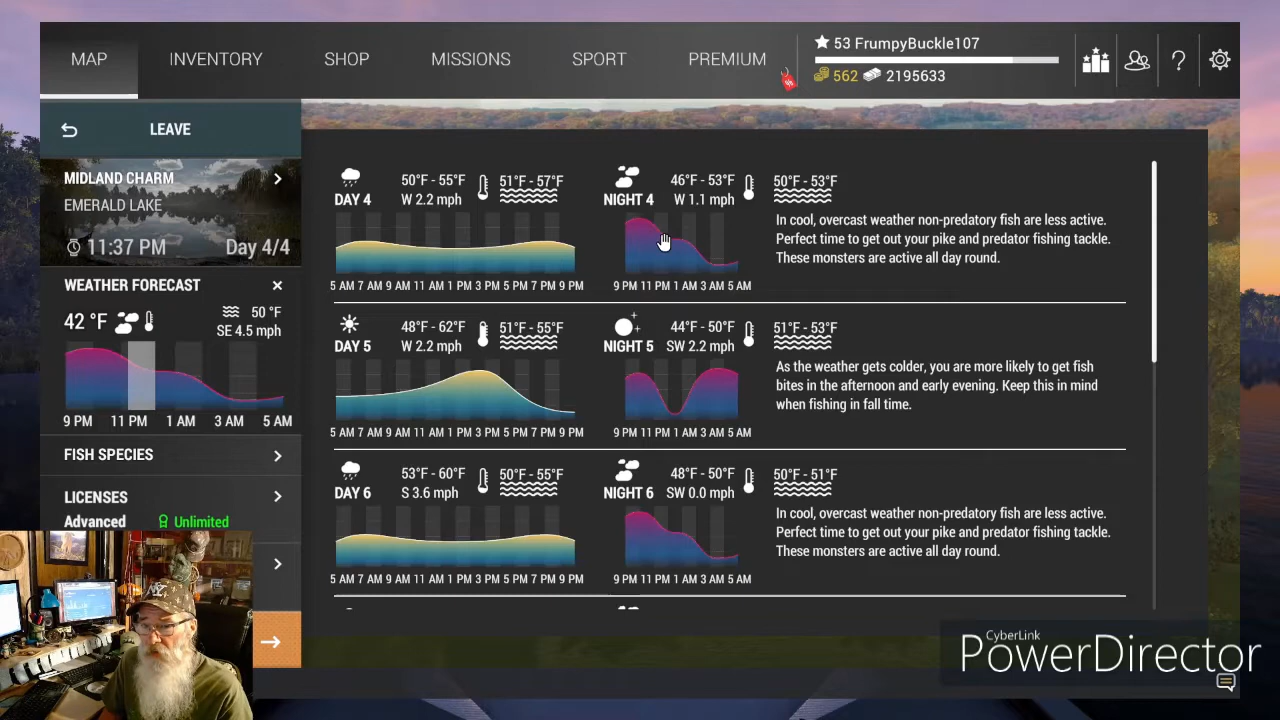 MAP INVENTORY SHOP MISSIONS SPORT PREMIUM
53 FrumpyBuckle107
562 2195633
LEAVE
MIDLAND CHARM
EMERALD LAKE
11:37 PM Day 4/4
WEATHER FORECAST
42 °F 50 °F
SE 4.5 mph
9 PM 11 PM 1 AM 3 AM 5 AM
FISH SPECIES
LICENSES
Advanced Unlimited
DAY 4 50°F - 55°F 51°F - 57°F
W 2.2 mph
5 AM 7 AM 9 AM 11 AM 1 PM 3 PM 5 PM 7 PM 9 PM
NIGHT 4 46°F - 53°F 50°F - 53°F
W 1.1 mph
9 PM 11 PM 1 AM 3 AM 5 AM
In cool, overcast weather non-predatory fish are less active.
Perfect time to get out your pike and predator fishing tackle.
These monsters are active all day round.
DAY 5 48°F - 62°F 51°F - 55°F
W 2.2 mph
5 AM 7 AM 9 AM 11 AM 1 PM 3 PM 5 PM 7 PM 9 PM
NIGHT 5 44°F - 50°F 51°F - 53°F
SW 2.2 mph
9 PM 11 PM 1 AM 3 AM 5 AM
As the weather gets colder, you are more likely to get fish
bites in the afternoon and early evening. Keep this in mind
when fishing in fall time.
DAY 6 53°F - 60°F 50°F - 55°F
S 3.6 mph
5 AM 7 AM 9 AM 11 AM 1 PM 3 PM 5 PM 7 PM 9 PM
NIGHT 6 48°F - 50°F 50°F - 51°F
SW 0.0 mph
9 PM 11 PM 1 AM 3 AM 5 AM
In cool, overcast weather non-predatory fish are less active.
Perfect time to get out your pike and predator fishing tackle.
These monsters are active all day round.
CyberLink
PowerDirector